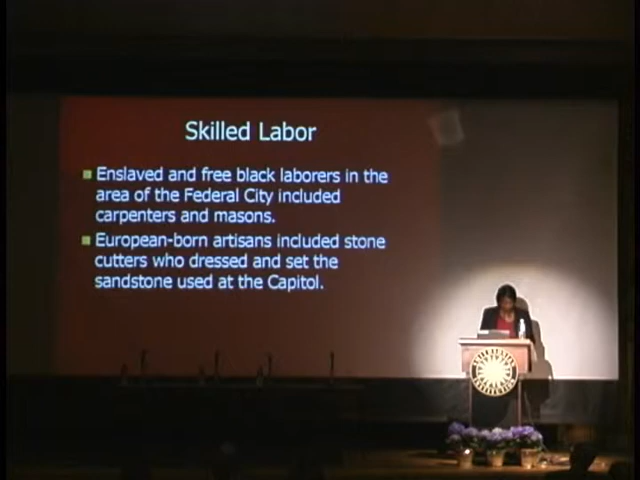 Skilled Labor
Enslaved and free black laborers in the
area of the Federal City included
carpenters and masons.
European-born artisans included stone
cutters who dressed and set the
sandstone used at the Capitol.